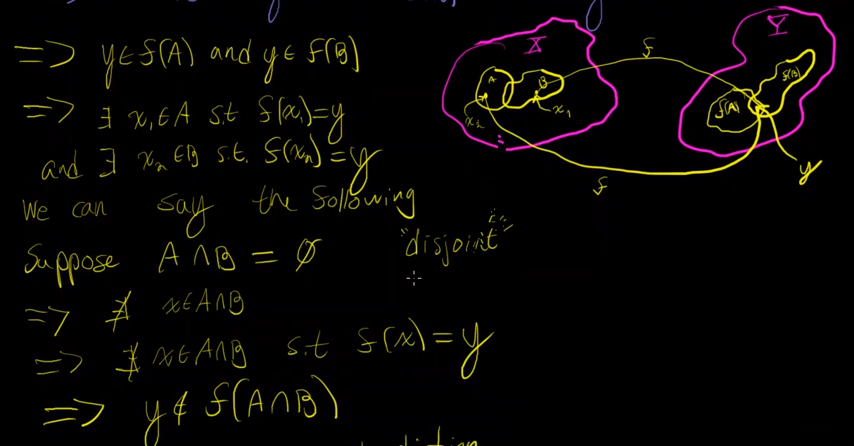 => y∈f(A) and y∈ f(B)
=> ∃ x₁∈A s.t f(x₁)=y
and ∃ x₂∈B s.t. f(x₂)=y
We can say the following
Suppose A∩B = ∅ "disjoint"
=> ∄ x∈A∩B
=> ∄ x∈A∩B s.t f(x)=y
=> y∉ f(A∩B)
X
f
Y
A
B
f(B)
f(A)
x₂
x₁
y
f